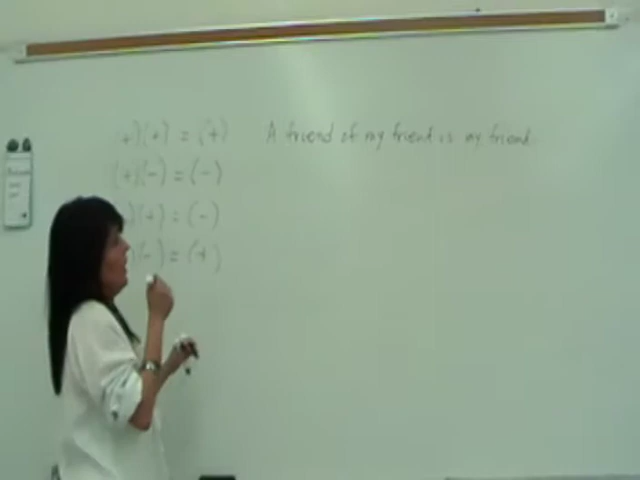 (+)(+) = (+) A friend of my friend is my friend.
(+)(-) = (-)
)(+) = (-)
)(-) = (+)